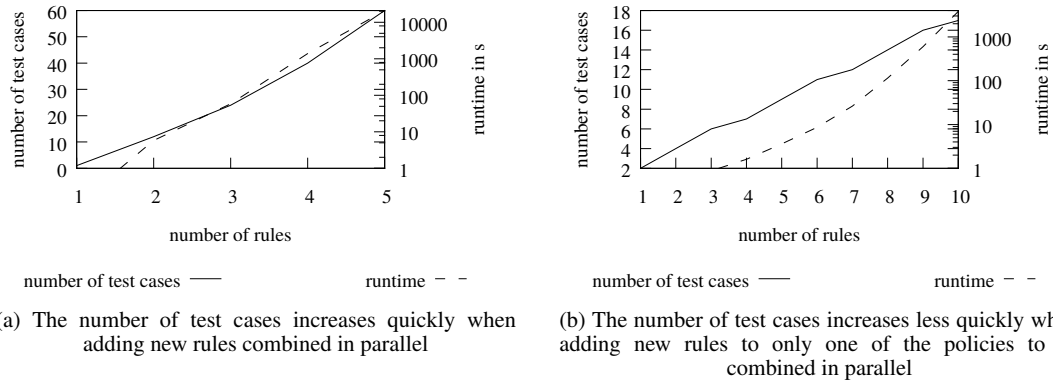 number of test cases
60
50
40
30
20
10
0
10000
1000
100
10
1
runtime in s
1 2 3 4 5
number of rules
number of test cases
runtime
(a) The number of test cases increases quickly when
adding new rules combined in parallel
number of test cases
18
16
14
12
10
8
6
4
2
1000
100
10
1
runtime in s
1 2 3 4 5 6 7 8 9 10
number of rules
number of test cases
runtime
(b) The number of test cases increases less quickly
adding new rules to only one of the policies to
combined in parallel